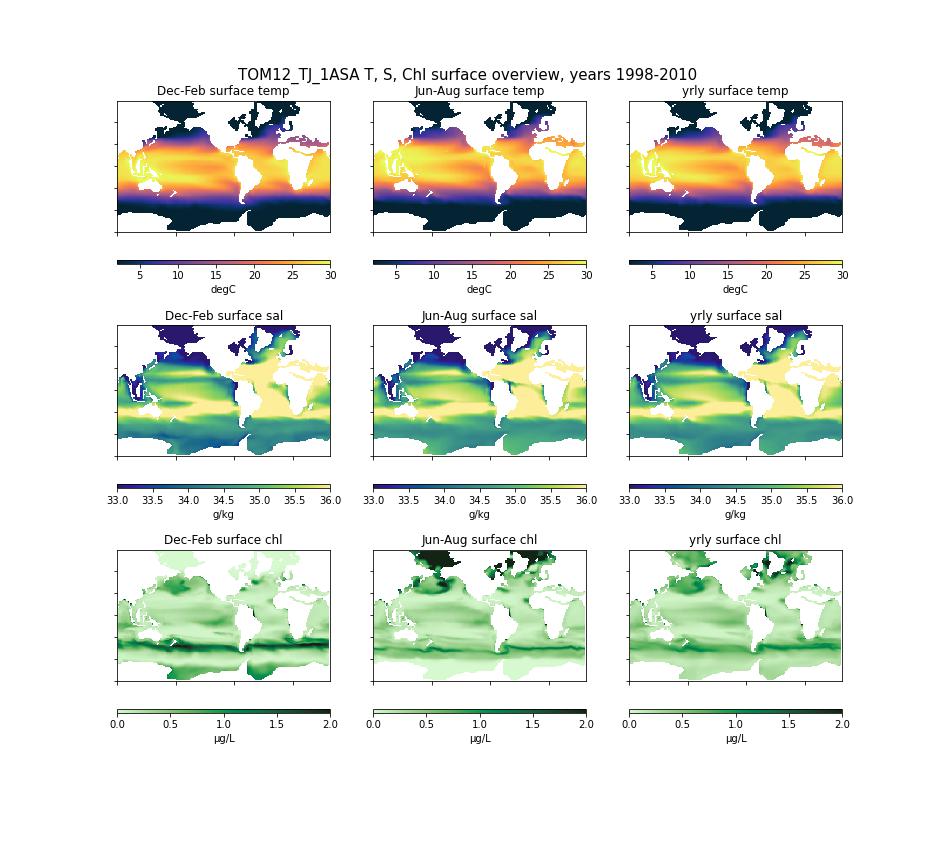 TOM12_TJ_1ASA T, S, Chl surface overview, years 1998-2010
Dec-Feb surface temp
Jun-Aug surface temp
yrly surface temp
5 10 15 20 25 30
5 10 15 20 25 30
5 10 15 20 25 30
degC
degC
degC
Dec-Feb surface sal
Jun-Aug surface sal
yrly surface sal
33.0 33.5 34.0 34.5 35.0 35.5 36.0
33.0 33.5 34.0 34.5 35.0 35.5 36.0
33.0 33.5 34.0 34.5 35.0 35.5 36.0
g/kg
g/kg
g/kg
Dec-Feb surface chl
Jun-Aug surface chl
yrly surface chl
0.0 0.5 1.0 1.5 2.0
0.0 0.5 1.0 1.5 2.0
0.0 0.5 1.0 1.5 2.0
μg/L
μg/L
μg/L